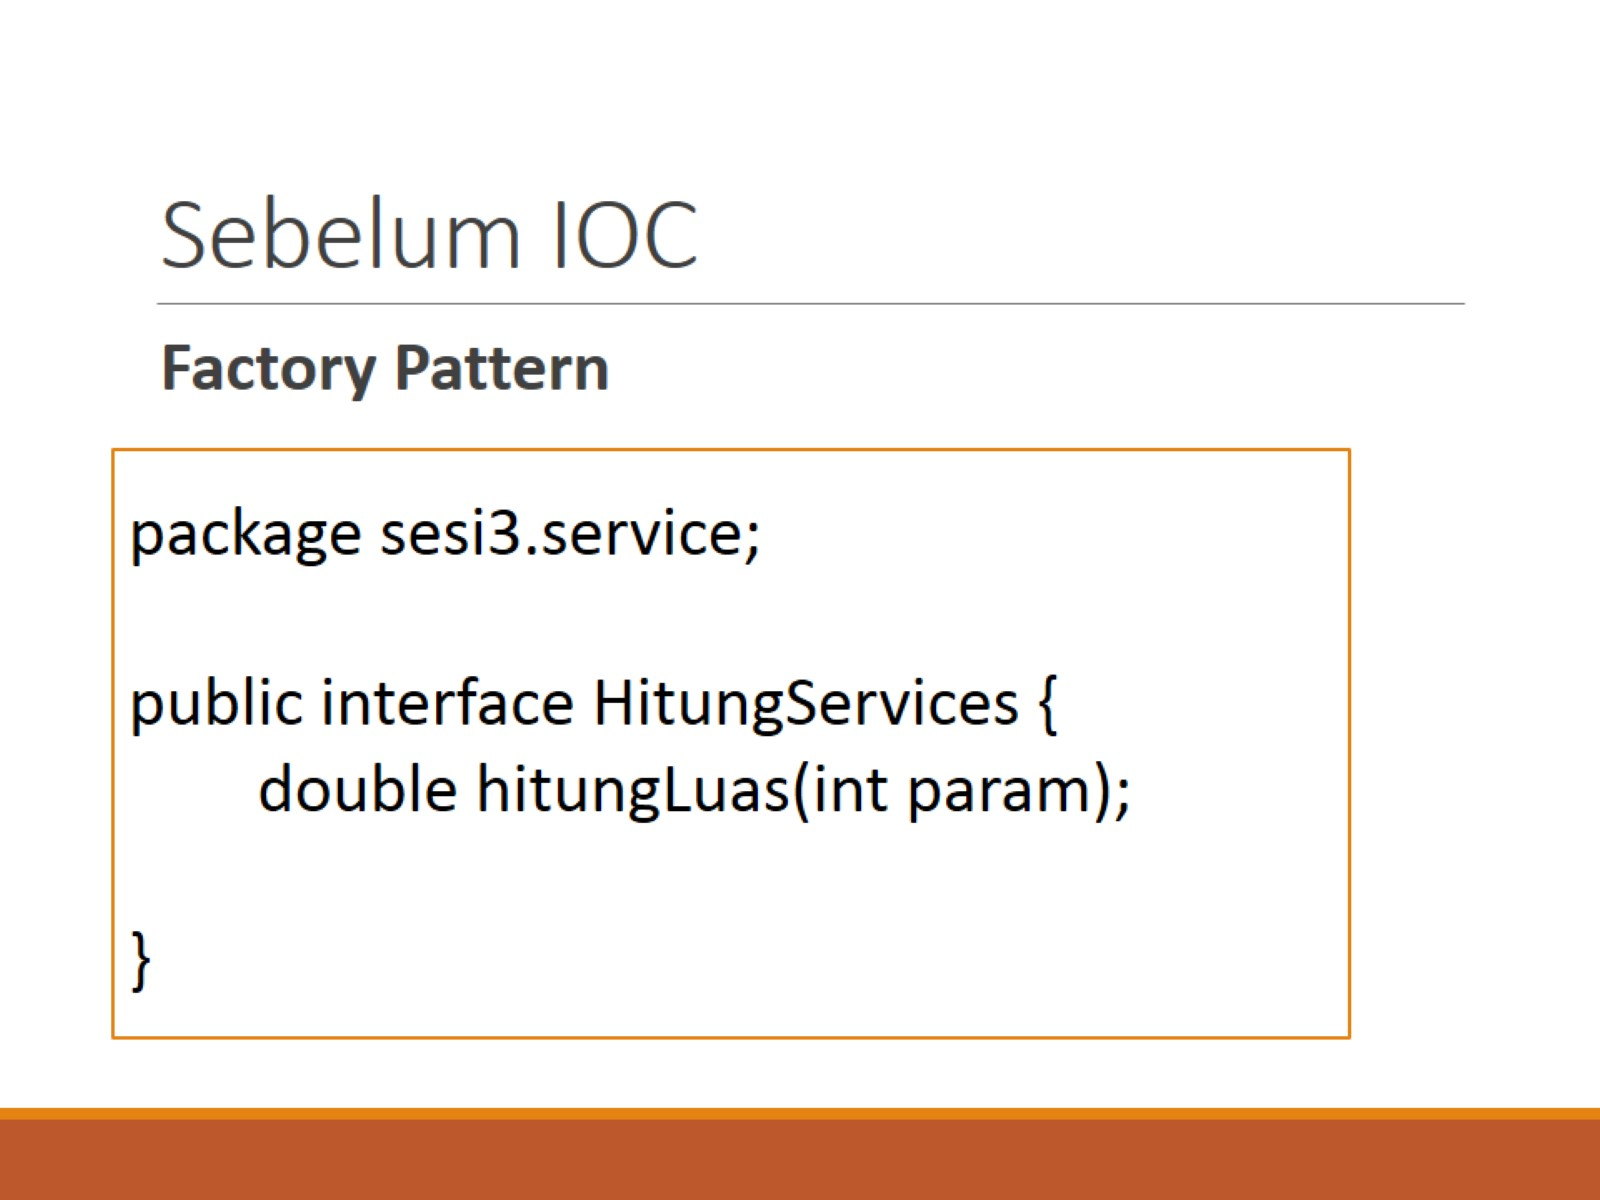 Sebelum IOC
Factory Pattern
package sesi3.service;
public interface HitungServices {
double hitungLuas(int param);
}